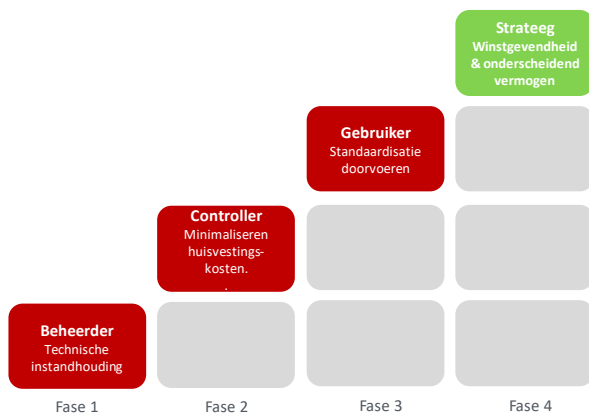 Strateeg
Winstgevendheid
& onderscheidend
vermogen
Gebruiker
Standaardisatie
doorvoeren
Controller
Minimaliseren
huisvestings-
kosten.
.
Beheerder
Technische
instandhouding
Fase 1
Fase 2
Fase 3
Fase 4